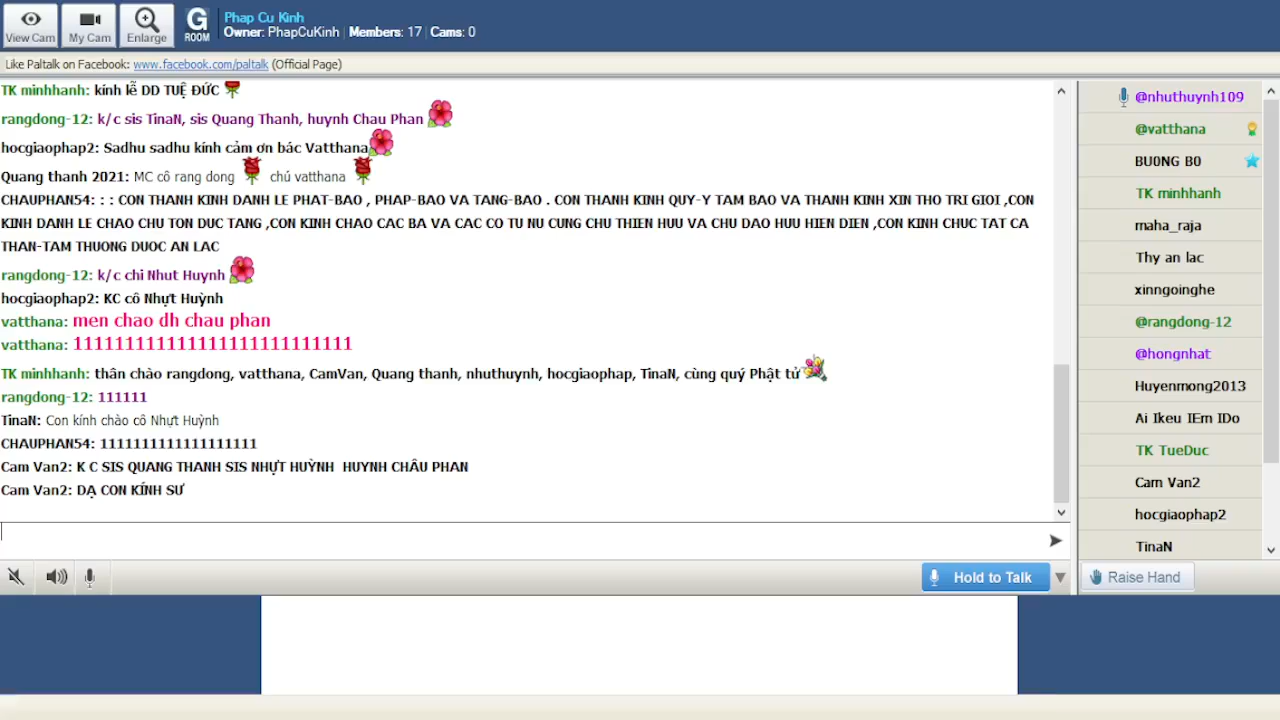 View Cam
My Cam
Enlarge
G
ROOM
Phap Cu Kinh
Owner: PhapCuKinh | Members: 17 | Cams: 0
Like Paltalk on Facebook: www.facebook.com/paltalk (Official Page)
TK minhhanh: kính lễ DD TUỆ ĐỨC
rangdong-12: k/c sis TinaN, sis Quang Thanh, huynh Chau Phan
hocgiaophap2: Sadhu sadhu kính cảm ơn bác Vatthana
Quang thanh 2021: MC cô rang dong chú vatthana
CHAUPHAN54: : : CON THANH KINH DANH LE PHAT-BAO , PHAP-BAO VA TANG-BAO . CON THANH KINH QUY-Y TAM BAO VA THANH KINH XIN THO TRI GIOI ,CON
KINH DANH LE CHAO CHU TON DUC TANG ,CON KINH CHAO CAC BA VA CAC CO TU NU CUNG CHU THIEN HUU VA CHU DAO HUU HIEN DIEN ,CON KINH CHUC TAT CA
THAN-TAM THUONG DUOC AN LAC
rangdong-12: k/c chi Nhut Huynh
hocgiaophap2: KC cô Nhựt Huỳnh
vatthana: men chao dh chau phan
vatthana: 111111111111111111111111111
TK minhhanh: thận chào rangdong, vatthana, CamVan, Quang thanh, nhuthuynh, hocgiaophap, TinaN, cùng quý Phật tử
rangdong-12: 111111
TinaN: Con kính chào cô Nhựt Huỳnh
CHAUPHAN54: 1111111111111111111
Cam Van2: K C SIS QUANG THANH SIS NHỰT HUỲNH HUYNH CHÂU PHAN
Cam Van2: DẠ CON KÍNH SƯ
@nhuthuynh109
@vatthana
BU0NG B0
TK minhhanh
maha_raja
Thy an lac
xinngoinghe
@rangdong-12
@hongnhat
Huyenmong2013
Ai Ikeu IEm IDo
TK TueDuc
Cam Van2
hocgiaophap2
TinaN
Hold to Talk
Raise Hand